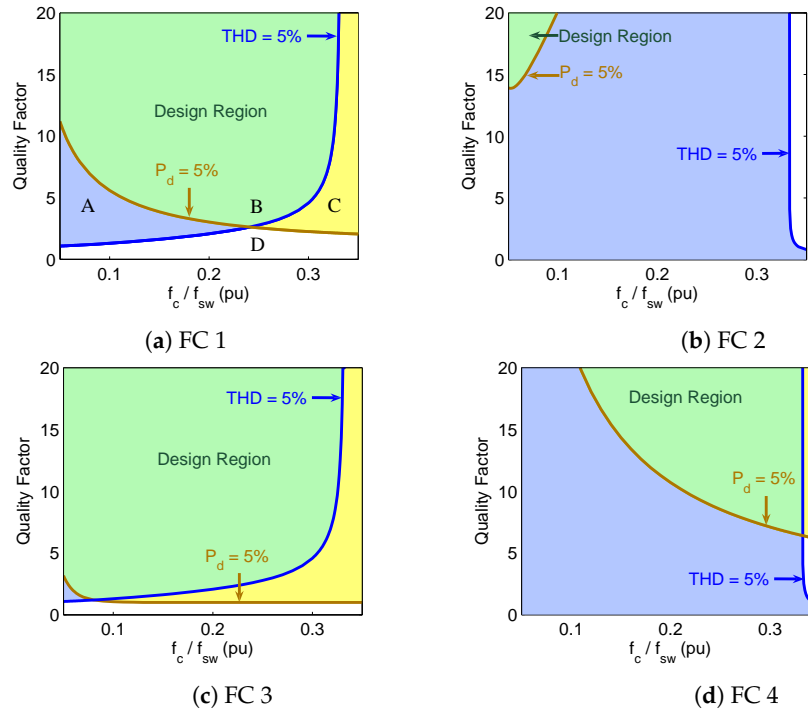 20
15
10
5
0
Quality Factor
THD = 5%
Design Region
P_d = 5%
A
B
C
D
0.1
0.2
0.3
f_c / f_sw (pu)
(a) FC 1
20
15
10
5
0
Quality Factor
Design Region
P_d = 5%
THD = 5%
0.1
0.2
0.3
f_c / f_sw (pu)
(b) FC 2
20
15
10
5
0
Quality Factor
THD = 5%
Design Region
P_d = 5%
0.1
0.2
0.3
f_c / f_sw (pu)
(c) FC 3
20
15
10
5
0
Quality Factor
Design Region
P_d = 5%
THD = 5%
0.1
0.2
0.3
f_c / f_sw (pu)
(d) FC 4